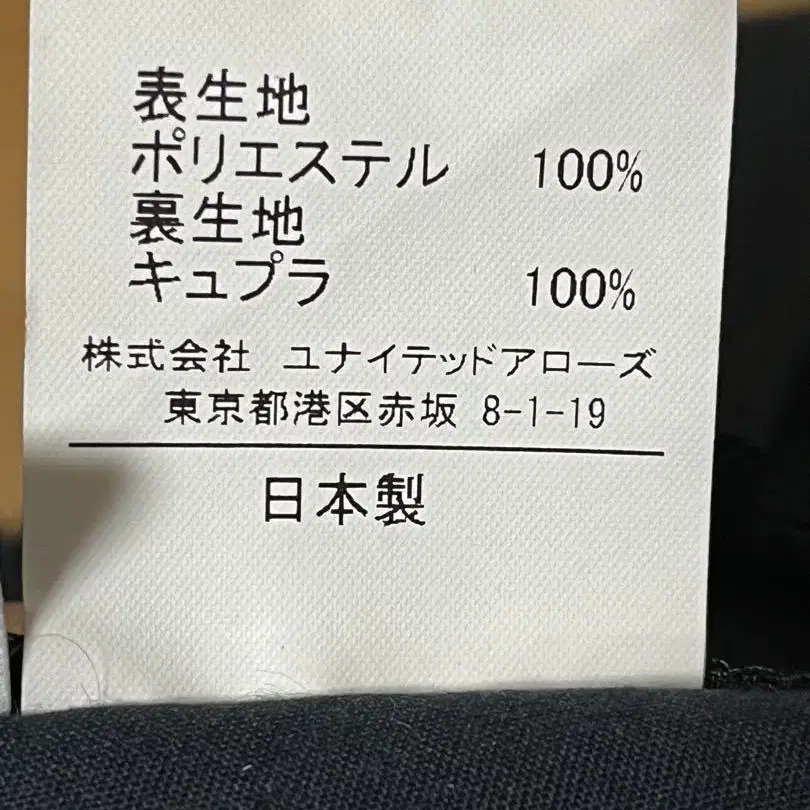 表生地
ポリエステル 100%
裏生地
キュプラ 100%
株式会社 ユナイテッドアローズ
東京都港区赤坂 8-1-19
日本製